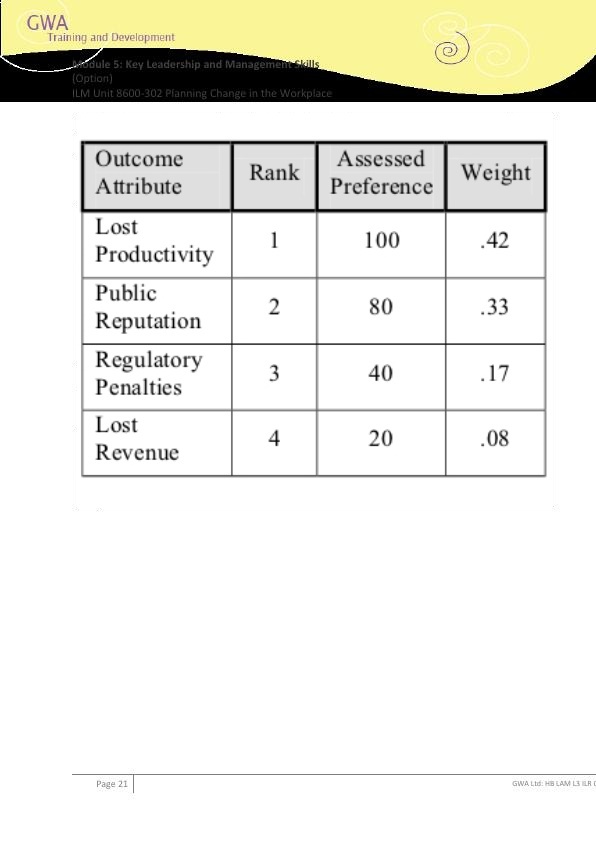 GWA
Training and Development
Module 5: Key Leadership and Management Skills
(Option)
ILM Unit 8600-302 Planning Change in the Workplace
Outcome Attribute Rank Assessed Preference Weight
Lost Productivity 1 100 .42
Public Reputation 2 80 .33
Regulatory Penalties 3 40 .17
Lost Revenue 4 20 .08
Page 21
GWA Ltd: HB LAM L3 ILR